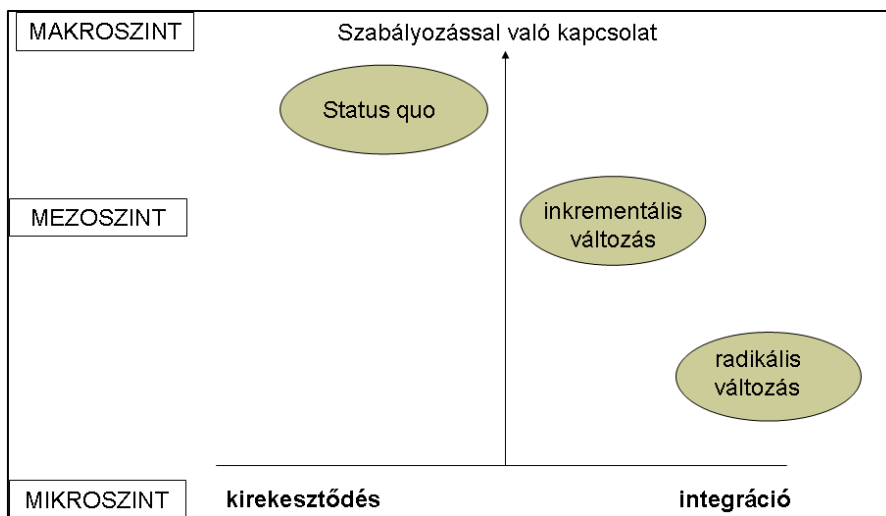 MAKROSZINT
Szabályozással való kapcsolat
Status quo
MEZOSZINT
inkrementális
változás
radikális
változás
MIKROSZINT
kirekesztődés
integráció